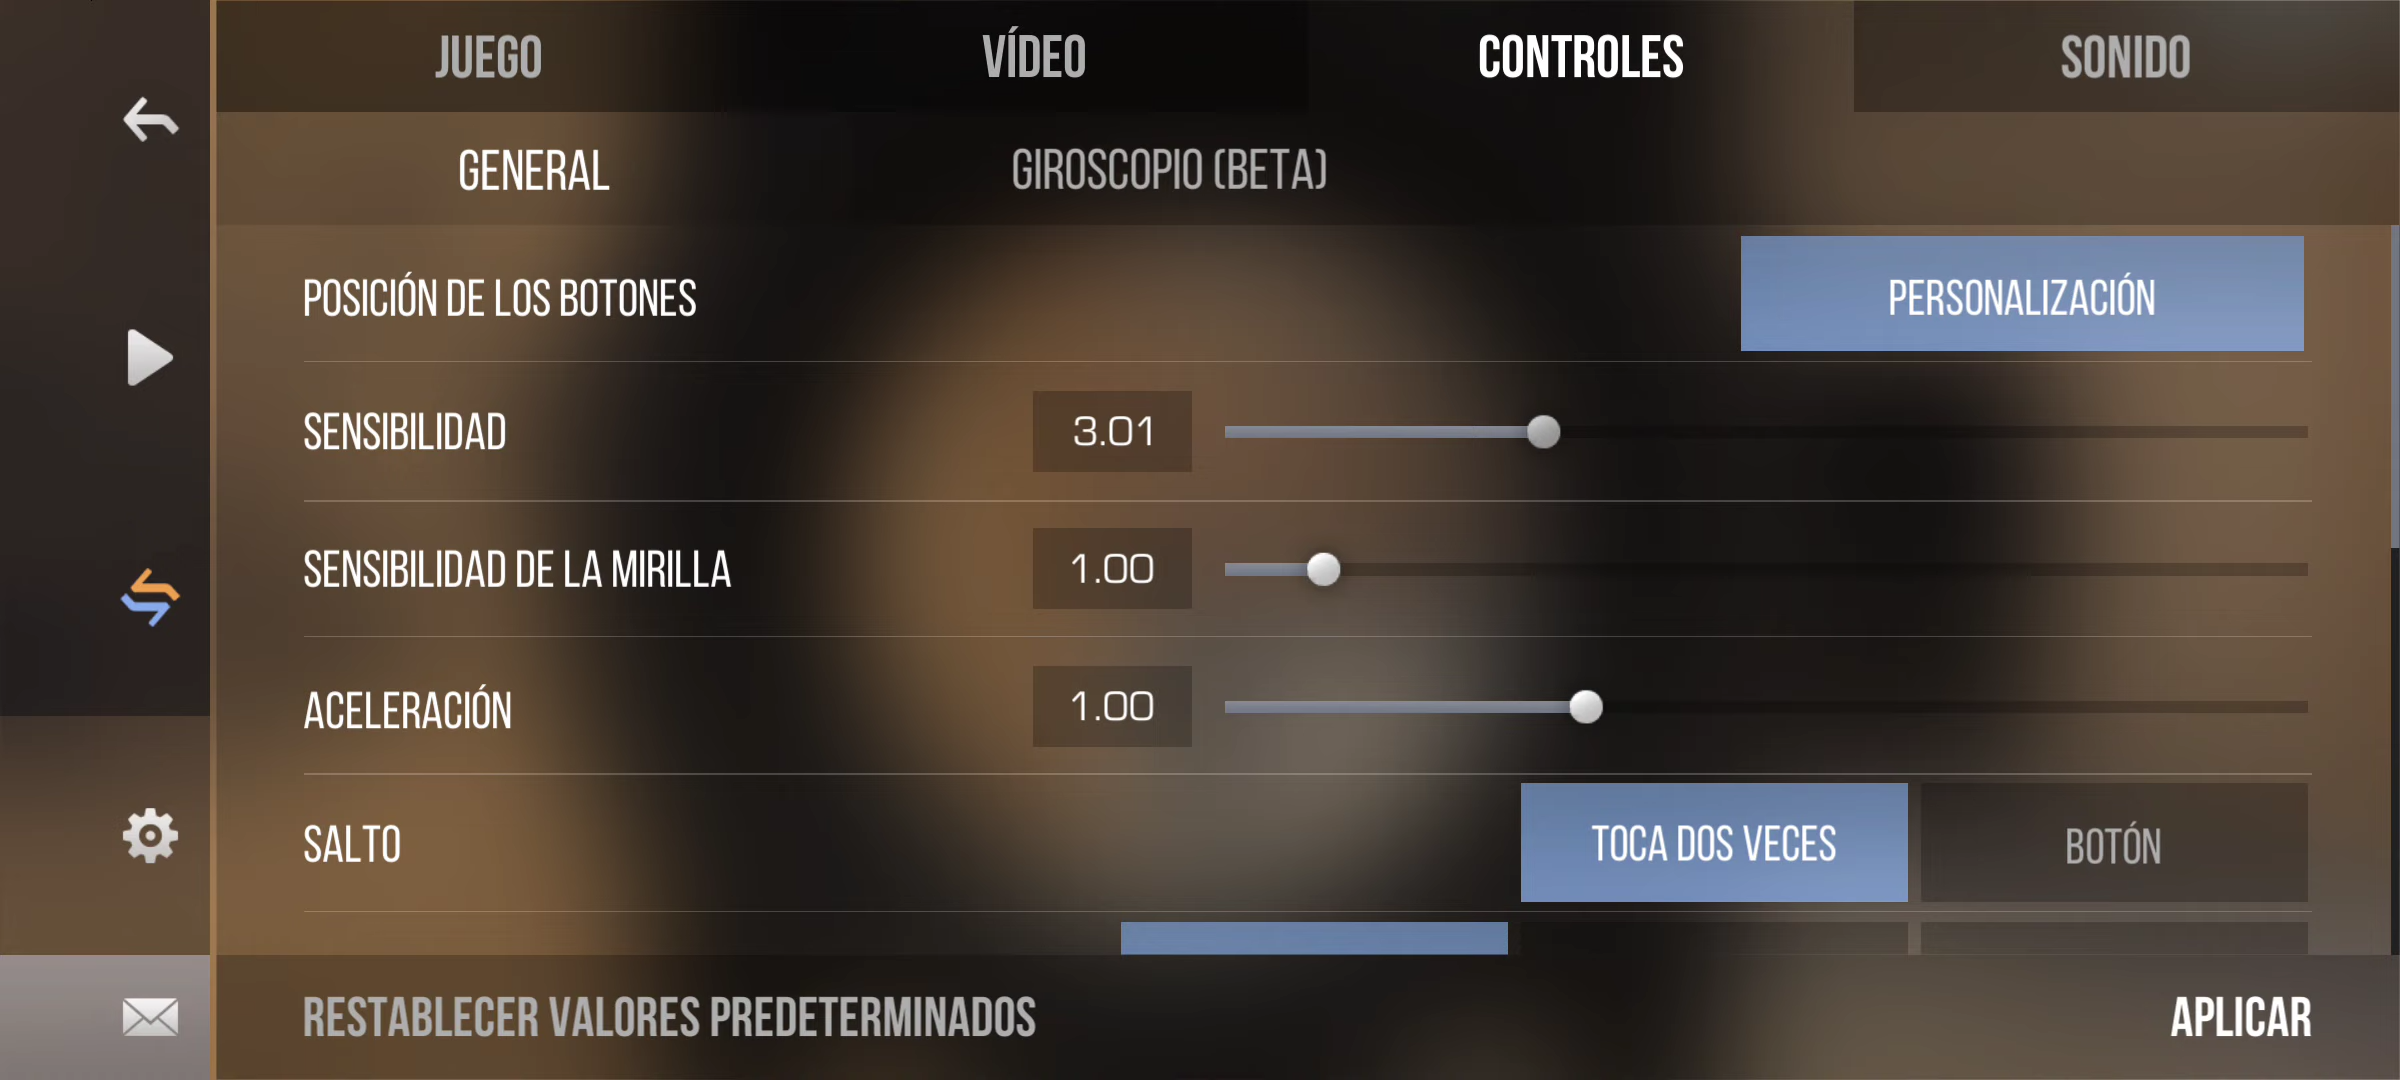 JUEGO
VÍDEO
CONTROLES
SONIDO
GENERAL
GIROSCOPIO (BETA)
POSICIÓN DE LOS BOTONES
PERSONALIZACIÓN
SENSIBILIDAD
3.01
SENSIBILIDAD DE LA MIRILLA
1.00
ACELERACIÓN
1.00
SALTO
TOCA DOS VECES
BOTÓN
RESTABLECER VALORES PREDETERMINADOS
APLICAR